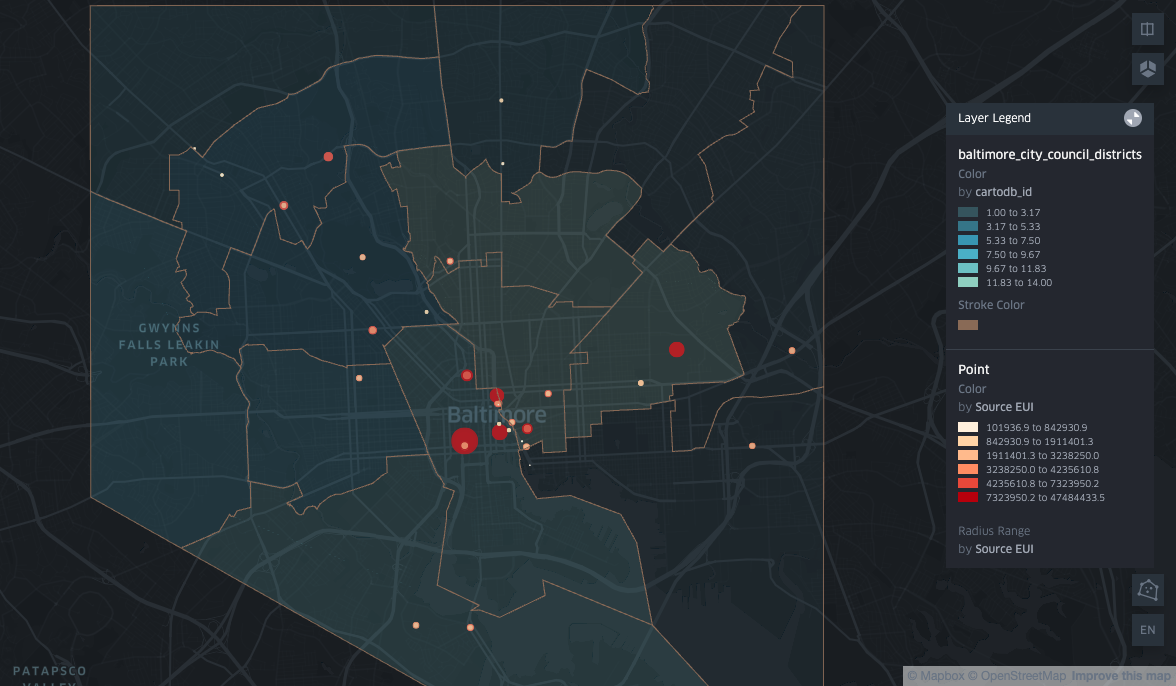 GWYNNS
FALLS LEAKIN
PARK
Baltimore
PATAPSCO
VALLEY
Layer Legend
baltimore_city_council_districts
Color
by cartodb_id
1.00 to 3.17
3.17 to 5.33
5.33 to 7.50
7.50 to 9.67
9.67 to 11.83
11.83 to 14.00
Stroke Color
Point
Color
by Source EUI
101936.9 to 842930.9
842930.9 to 1911401.3
1911401.3 to 3238250.0
3238250.0 to 4235610.8
4235610.8 to 7323950.2
7323950.2 to 47484433.5
Radius Range
by Source EUI
EN
© Mapbox © OpenStreetMap Improve this map